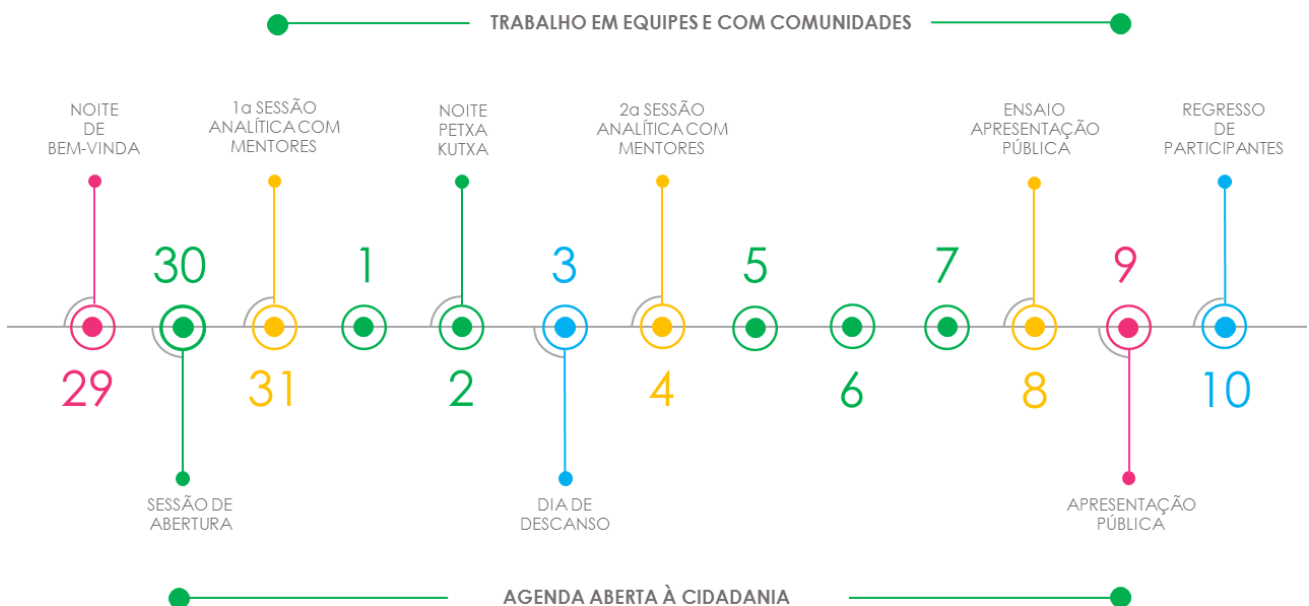 TRABALHO EM EQUIPES E COM COMUNIDADES
NOITE
DE
BEM-VINDA
1a SESSÃO
ANALÍTICA COM
MENTORES
NOITE
PETXA
KUTXA
2a SESSÃO
ANALÍTICA COM
MENTORES
ENSAIO
APRESENTAÇÃO
PÚBLICA
REGRESSO
DE
PARTICIPANTES
30
1
3
5
7
9
29
31
2
4
6
8
10
SESSÃO DE
ABERTURA
DIA DE
DESCANSO
APRESENTAÇÃO
PÚBLICA
AGENDA ABERTA À CIDADANIA